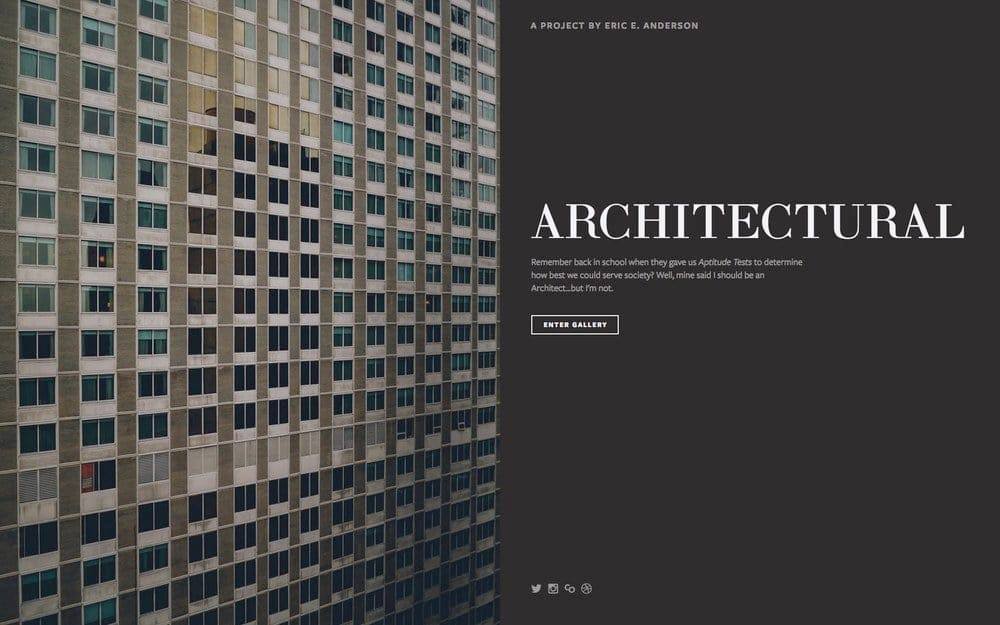 A PROJECT BY ERIC E. ANDERSON
ARCHITECTURAL
Remember back in school when they gave us Aptitude Tests to determine
how best we could serve society? Well, mine said I should be an
Architect...but I'm not.
ENTER GALLERY